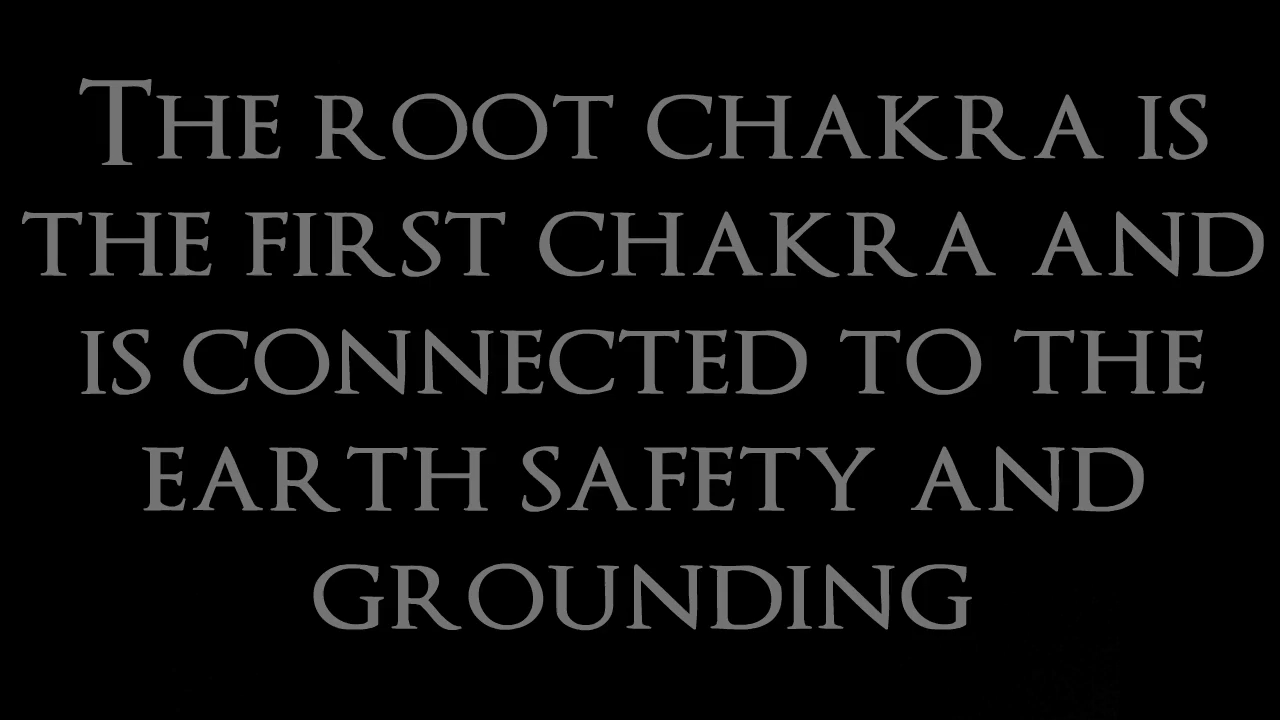 The root chakra is
the first chakra and
is connected to the
earth safety and
grounding